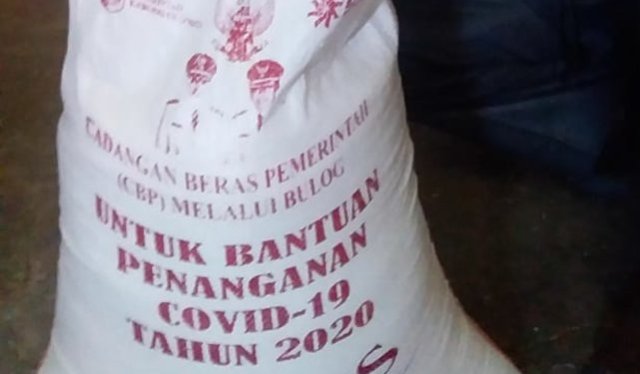 CADANGAN BERAS PEMERINTAH
(CBP) MELALUI BULOG
UNTUK BANTUAN
PENANGANAN
COVID-19
TAHUN 2020
S